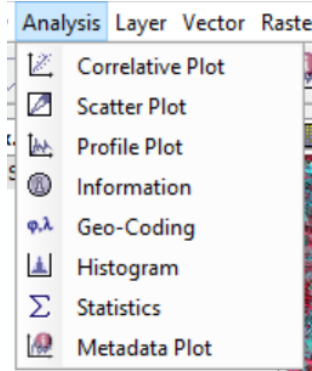 Analysis Layer Vector Raste
Correlative Plot
Scatter Plot
Profile Plot
Information
φ,λ Geo-Coding
Histogram
Σ Statistics
Metadata Plot